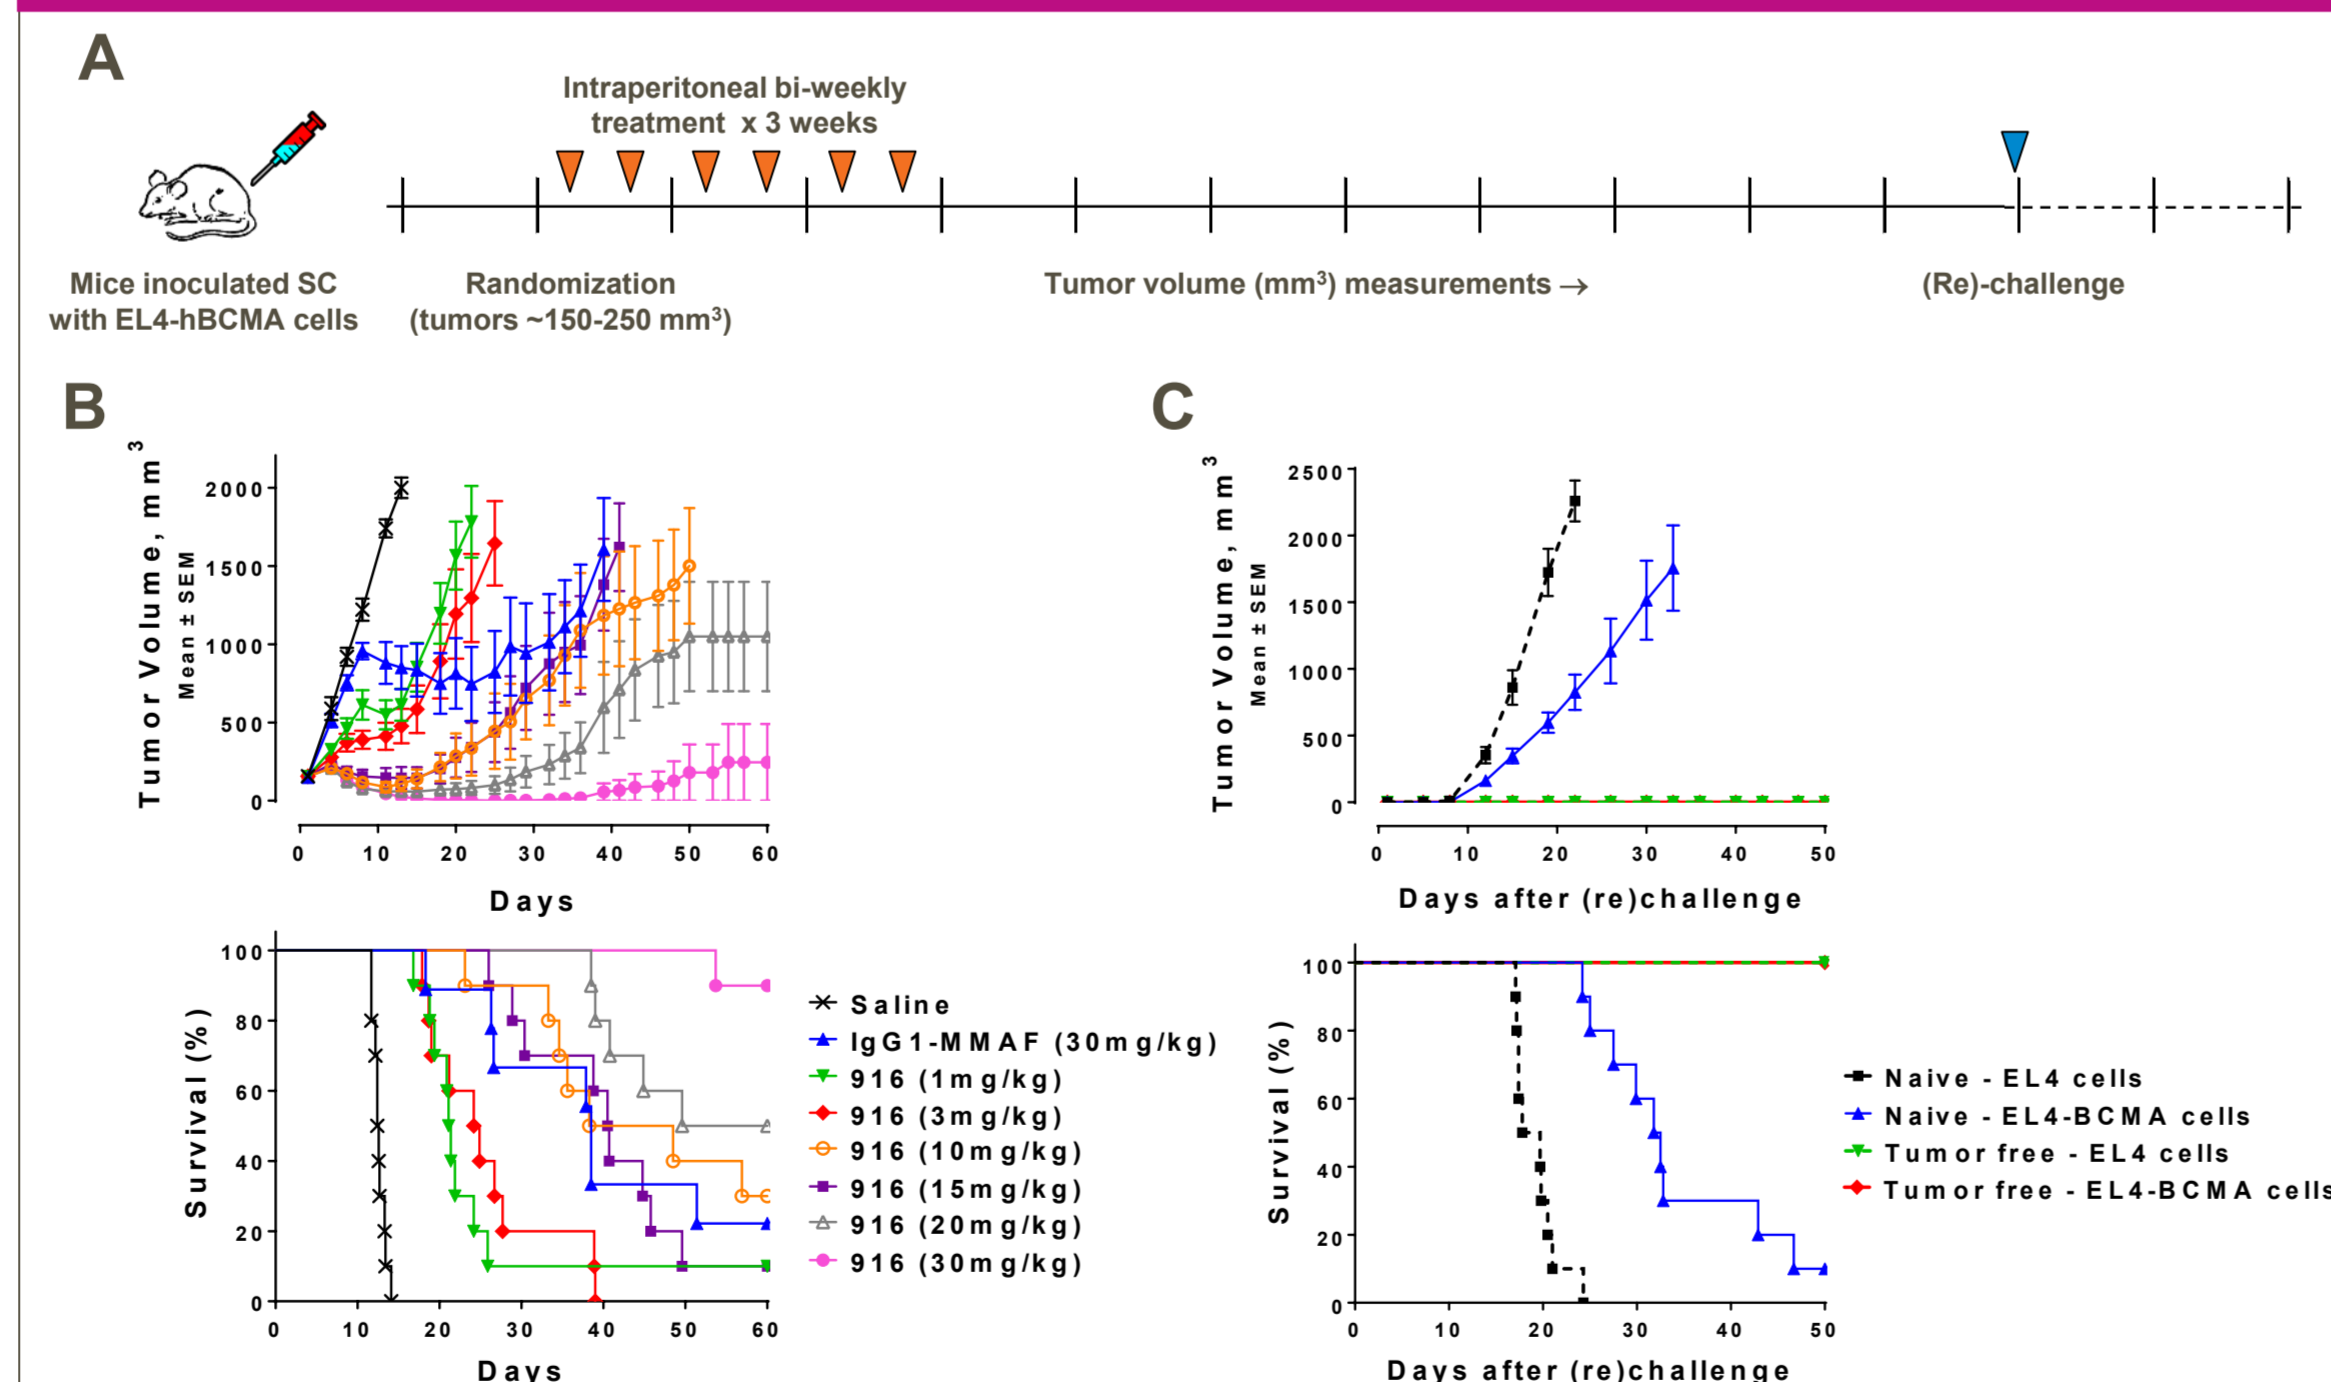 A
Intraperitoneal bi-weekly
treatment x 3 weeks
Mice inoculated SC
with EL4-hBCMA cells
Randomization
(tumors ~150-250 mm³)
Tumor volume (mm³) measurements →
(Re)-challenge
B
Tumor Volume, mm³
Mean ± SEM
2000
1500
1000
500
0
0 10 20 30 40 50 60
Days
Survival (%)
100
80
60
40
20
0
0 10 20 30 40 50 60
Days
Saline
IgG1-MMAF (30mg/kg)
916 (1mg/kg)
916 (3mg/kg)
916 (10mg/kg)
916 (15mg/kg)
916 (20mg/kg)
916 (30mg/kg)
C
Tumor Volume, mm³
Mean ± SEM
2500
2000
1500
1000
500
0
0 10 20 30 40 50
Days after (re)challenge
Survival (%)
100
80
60
40
20
0
0 10 20 30 40 50
Days after (re)challenge
Naive - EL4 cells
Naive - EL4-BCMA cells
Tumor free - EL4 cells
Tumor free - EL4-BCMA cells